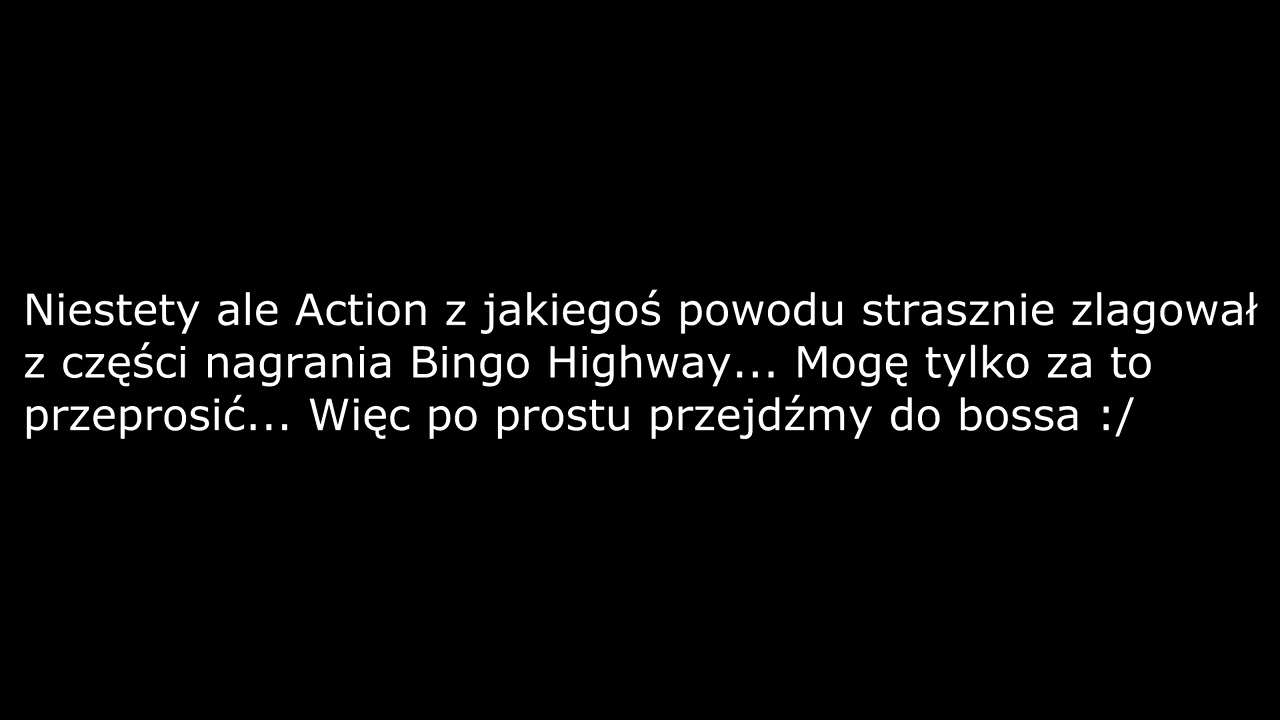 Niestety ale Action z jakiegoś powodu strasznie zlagował
z części nagrania Bingo Highway... Mogę tylko za to
przeprosić... Więc po prostu przejdźmy do bossa :/